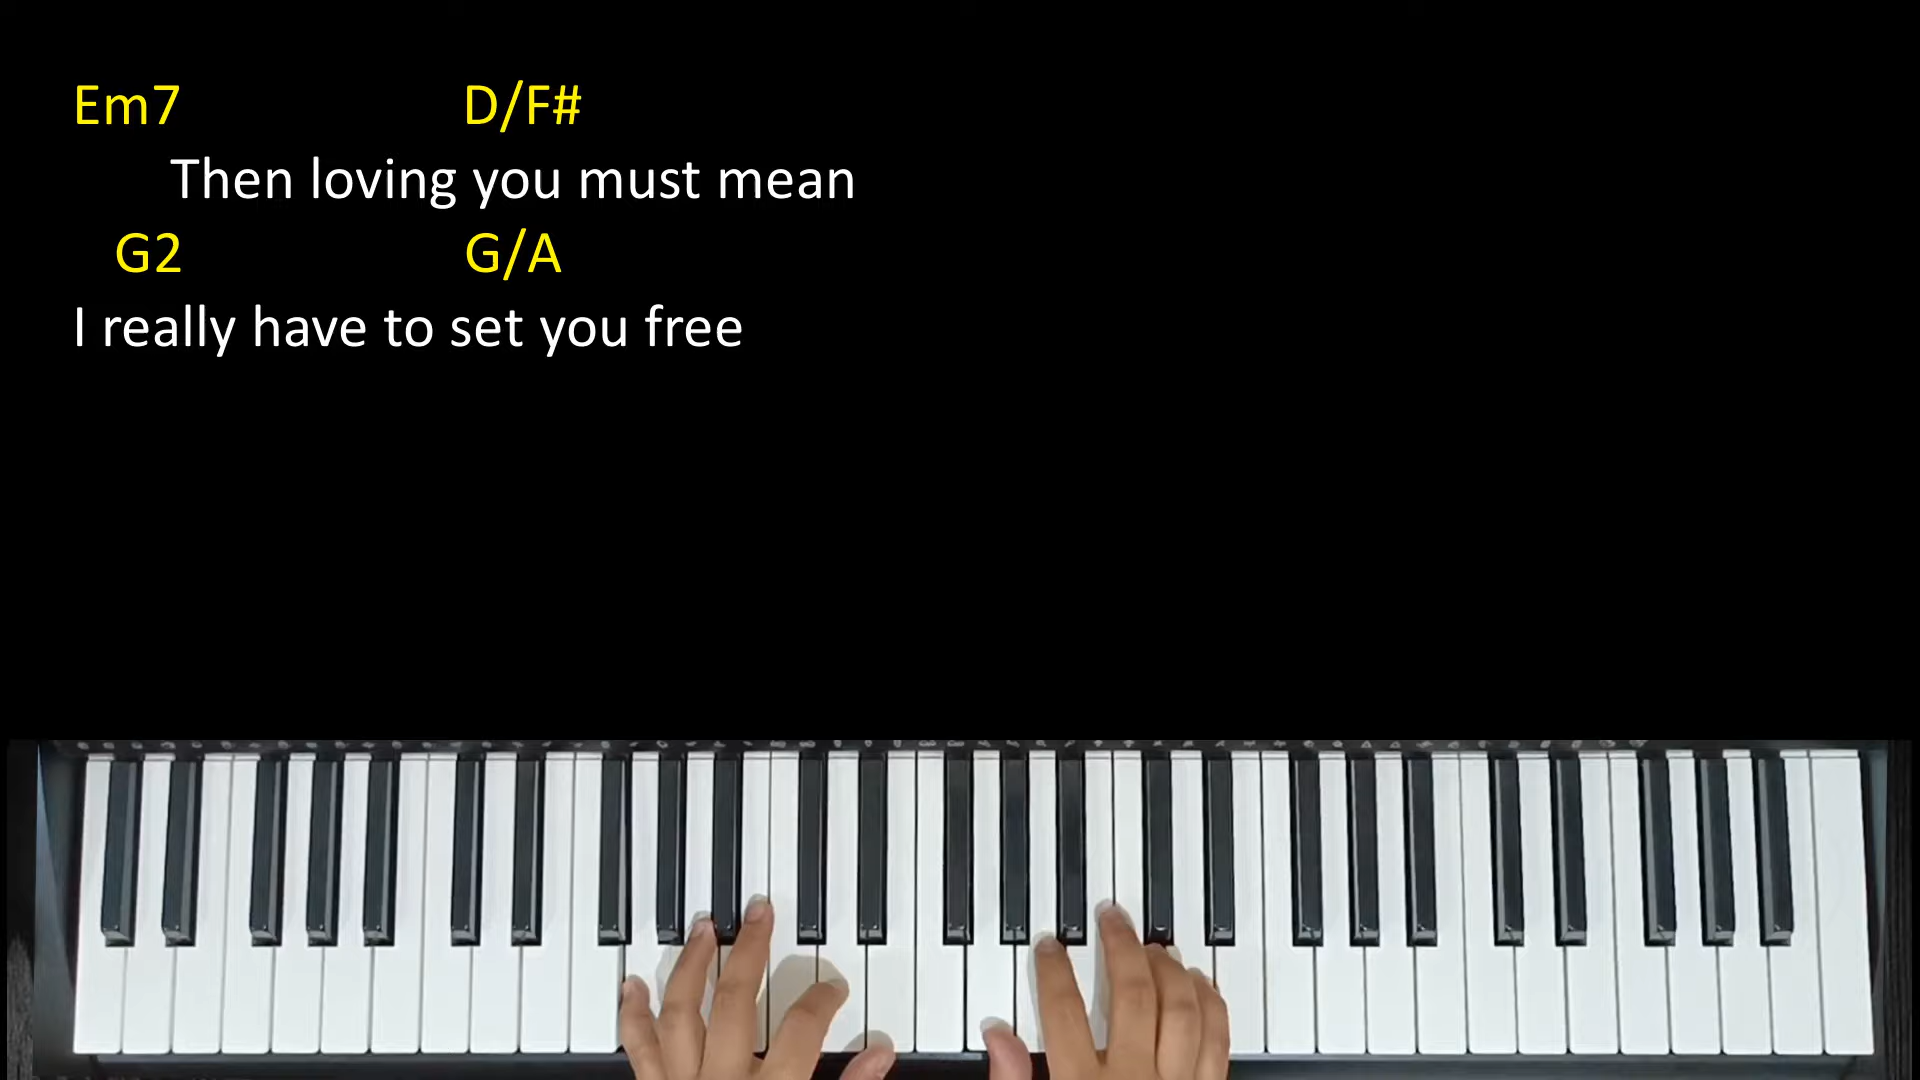 Em7 D/F#
Then loving you must mean
G2 G/A
I really have to set you free